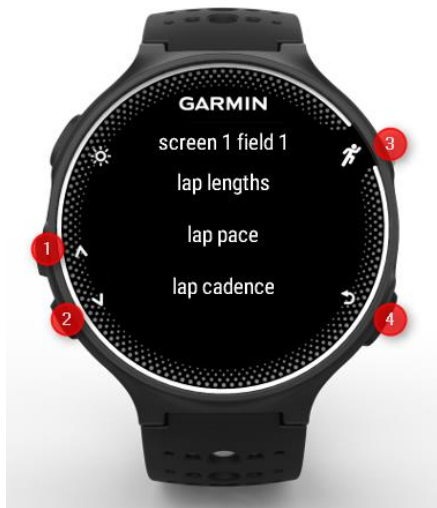 GARMIN
screen 1 field 1
3
lap lengths
lap pace
1
lap cadence
2
4